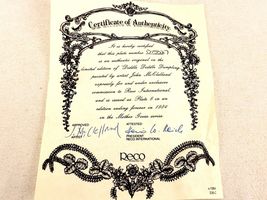 Certificate of Authenticity
It is hereby certified
that this plate number
is an authentic original in the
limited edition of "Diddle Diddle Dumpling"
painted by artist John McClelland
expressly for and under exclusive
commission to Reco International
and is issued as Plate 6 in an
edition ending forever in 1984
in the Mother Goose series
APPROVED
ATTESTED
ARTIST
PRESIDENT
RECO INTERNATIONAL
Reco